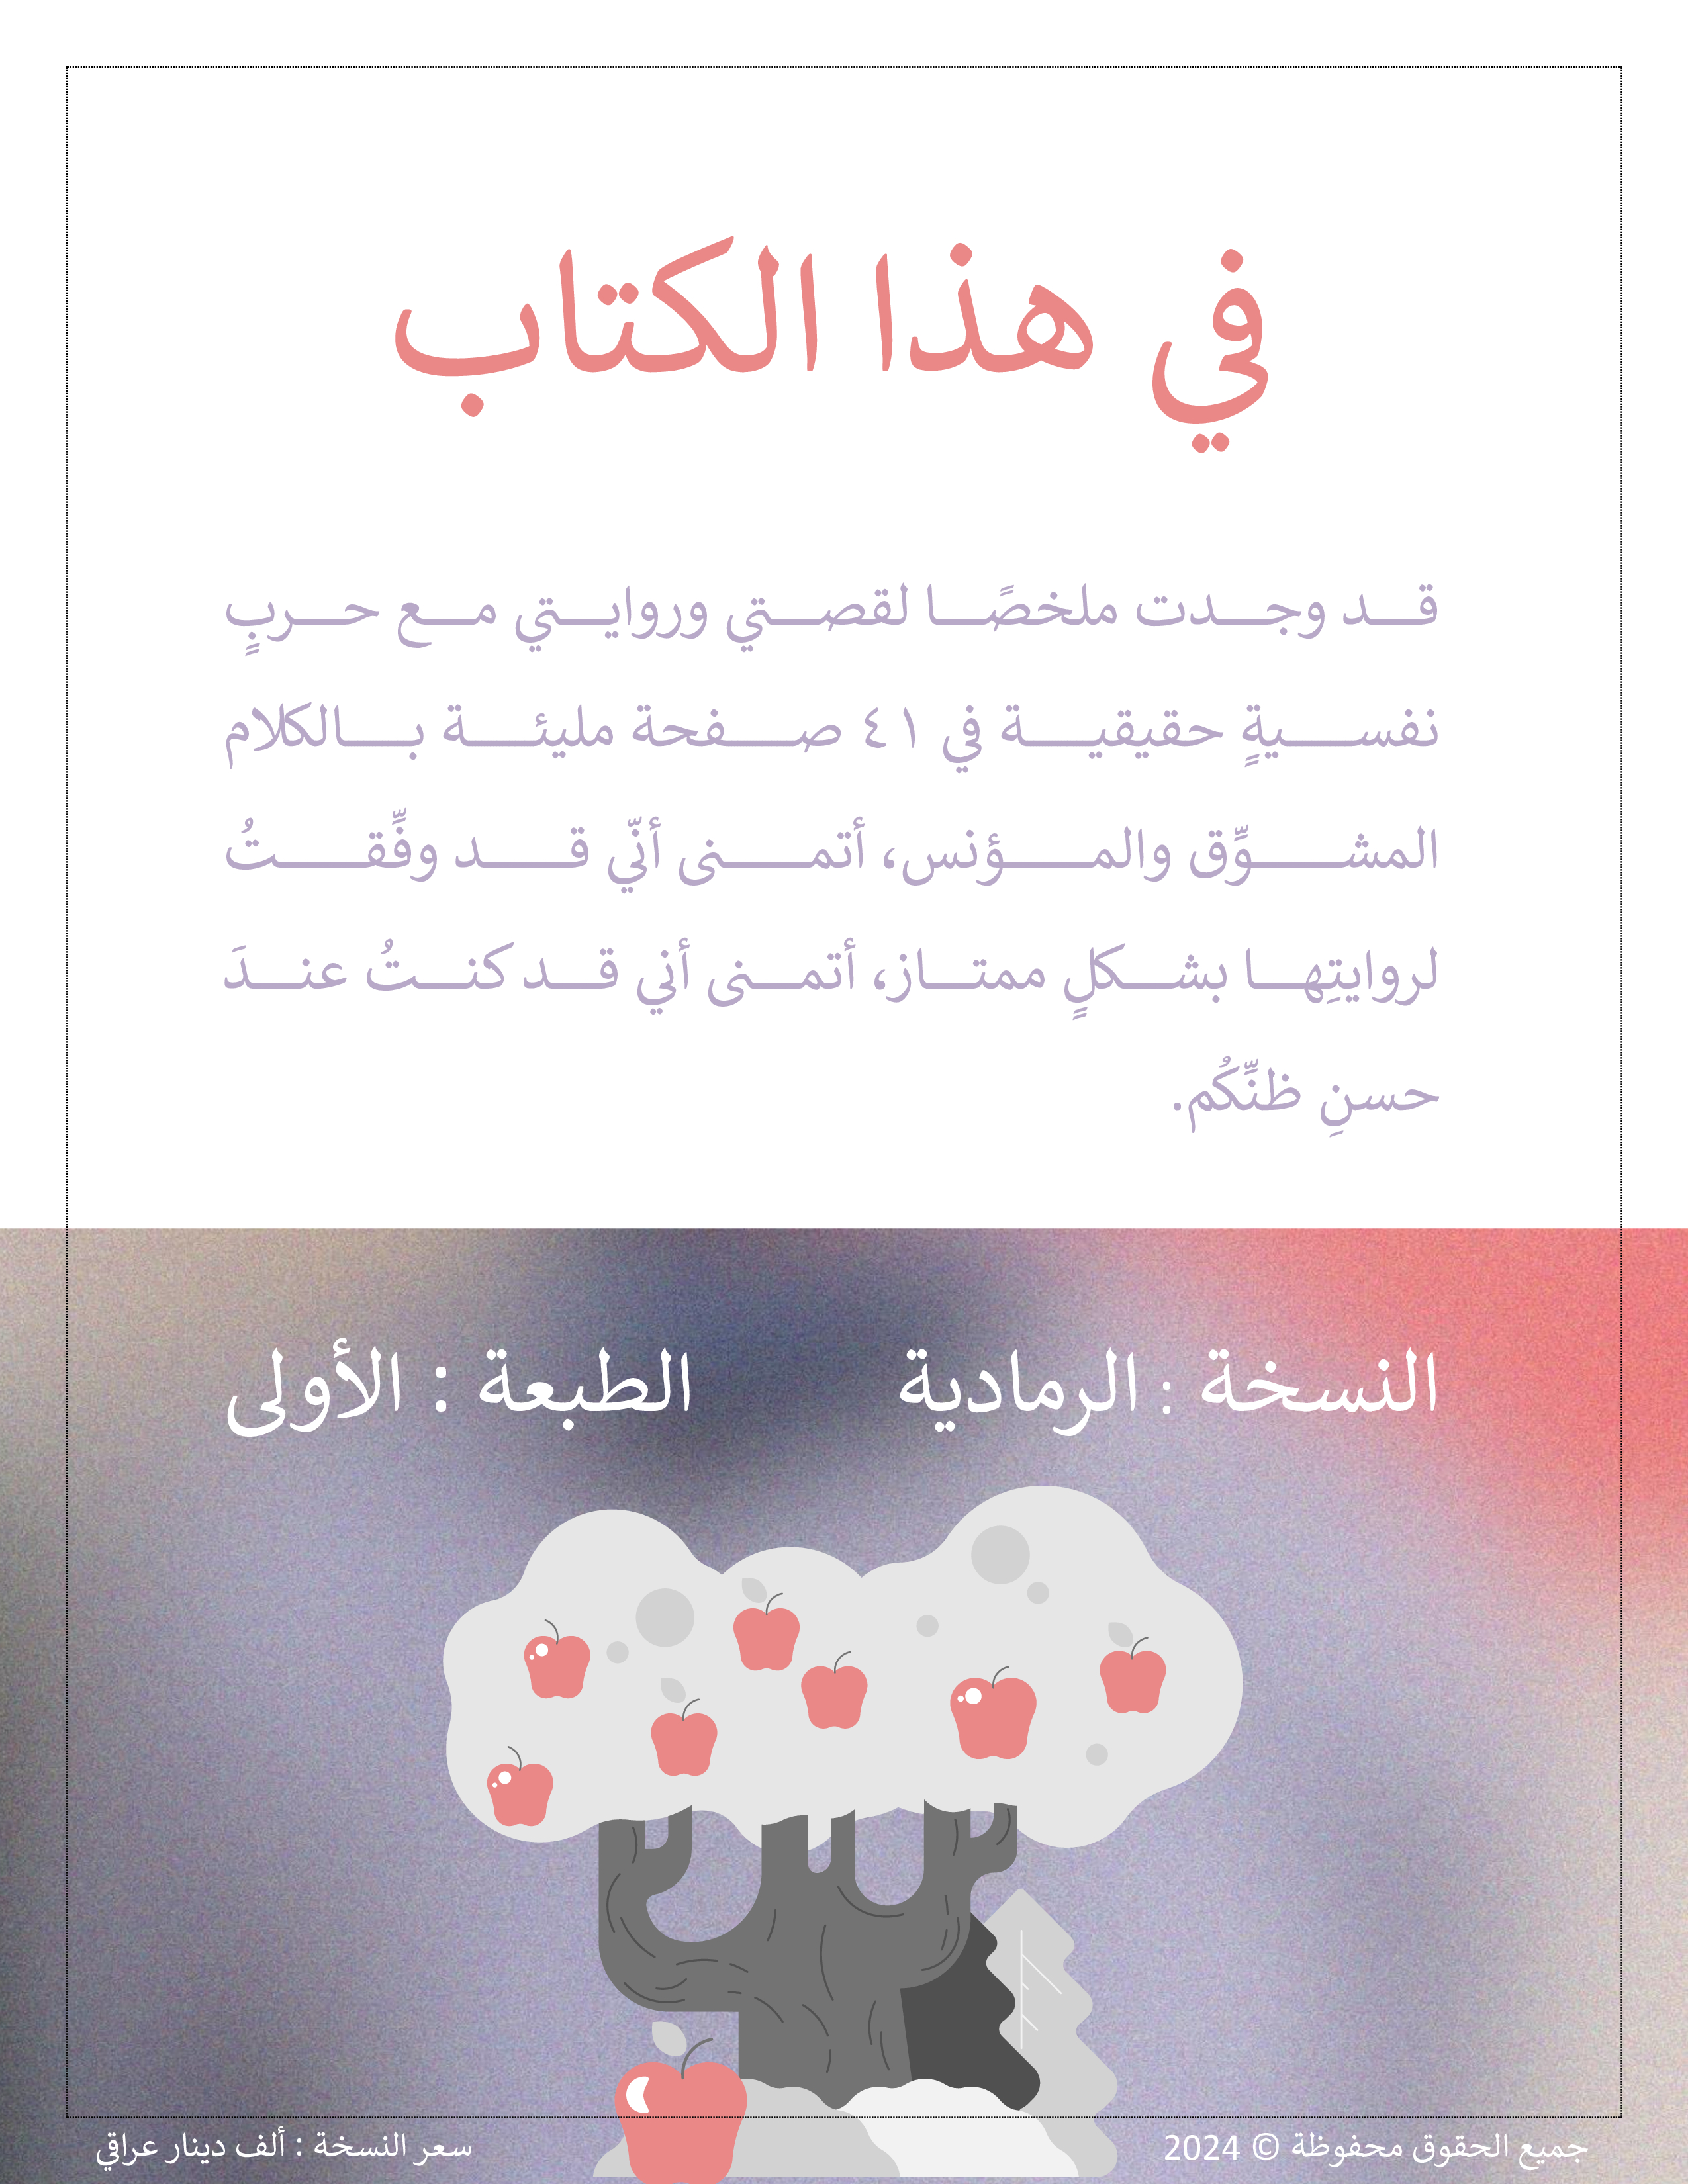 في هذا الكتاب
قد وجدت ملخصًا لقصتي وروايتي مع حربٍ
نفسيةٍ حقيقية في ٤١ صفحة مليئة بالكلام
المشوِّق والمؤنس، أتمنى أنّي قد وفِّقتُ
لروايتِها بشكلٍ ممتاز، أتمنى أني قد كنتُ عندَ
حسنِ ظنِّكُم.
النسخة : الرمادية الطبعة : الأولى
جميع الحقوق محفوظة © 2024 سعر النسخة : ألف دينار عراقي